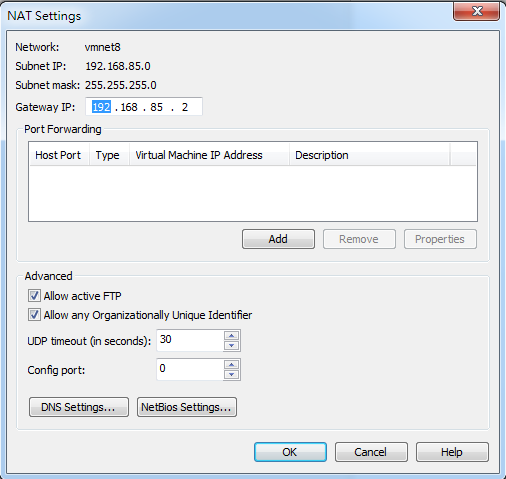 NAT Settings
Network: vmnet8
Subnet IP: 192.168.85.0
Subnet mask: 255.255.255.0
Gateway IP: 192 . 168 . 85 . 2
Port Forwarding
Host Port Type Virtual Machine IP Address Description
Add Remove Properties
Advanced
Allow active FTP
Allow any Organizationally Unique Identifier
UDP timeout (in seconds): 30
Config port: 0
DNS Settings... NetBios Settings...
OK Cancel Help